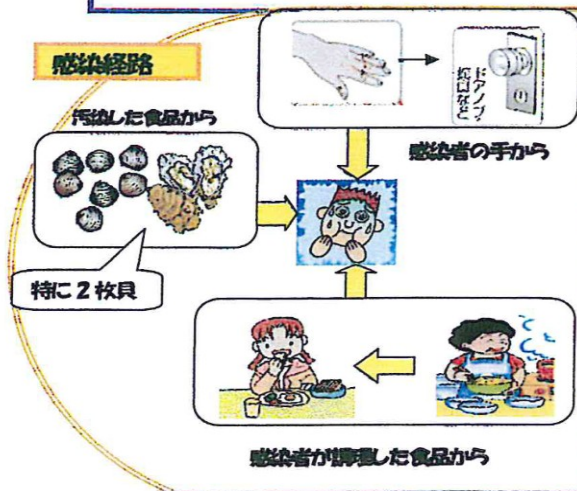 感染経路
汚染した食品から
ドアノブ・
玩具など
感染者の手から
特に2枚貝
感染者が調理した食品から